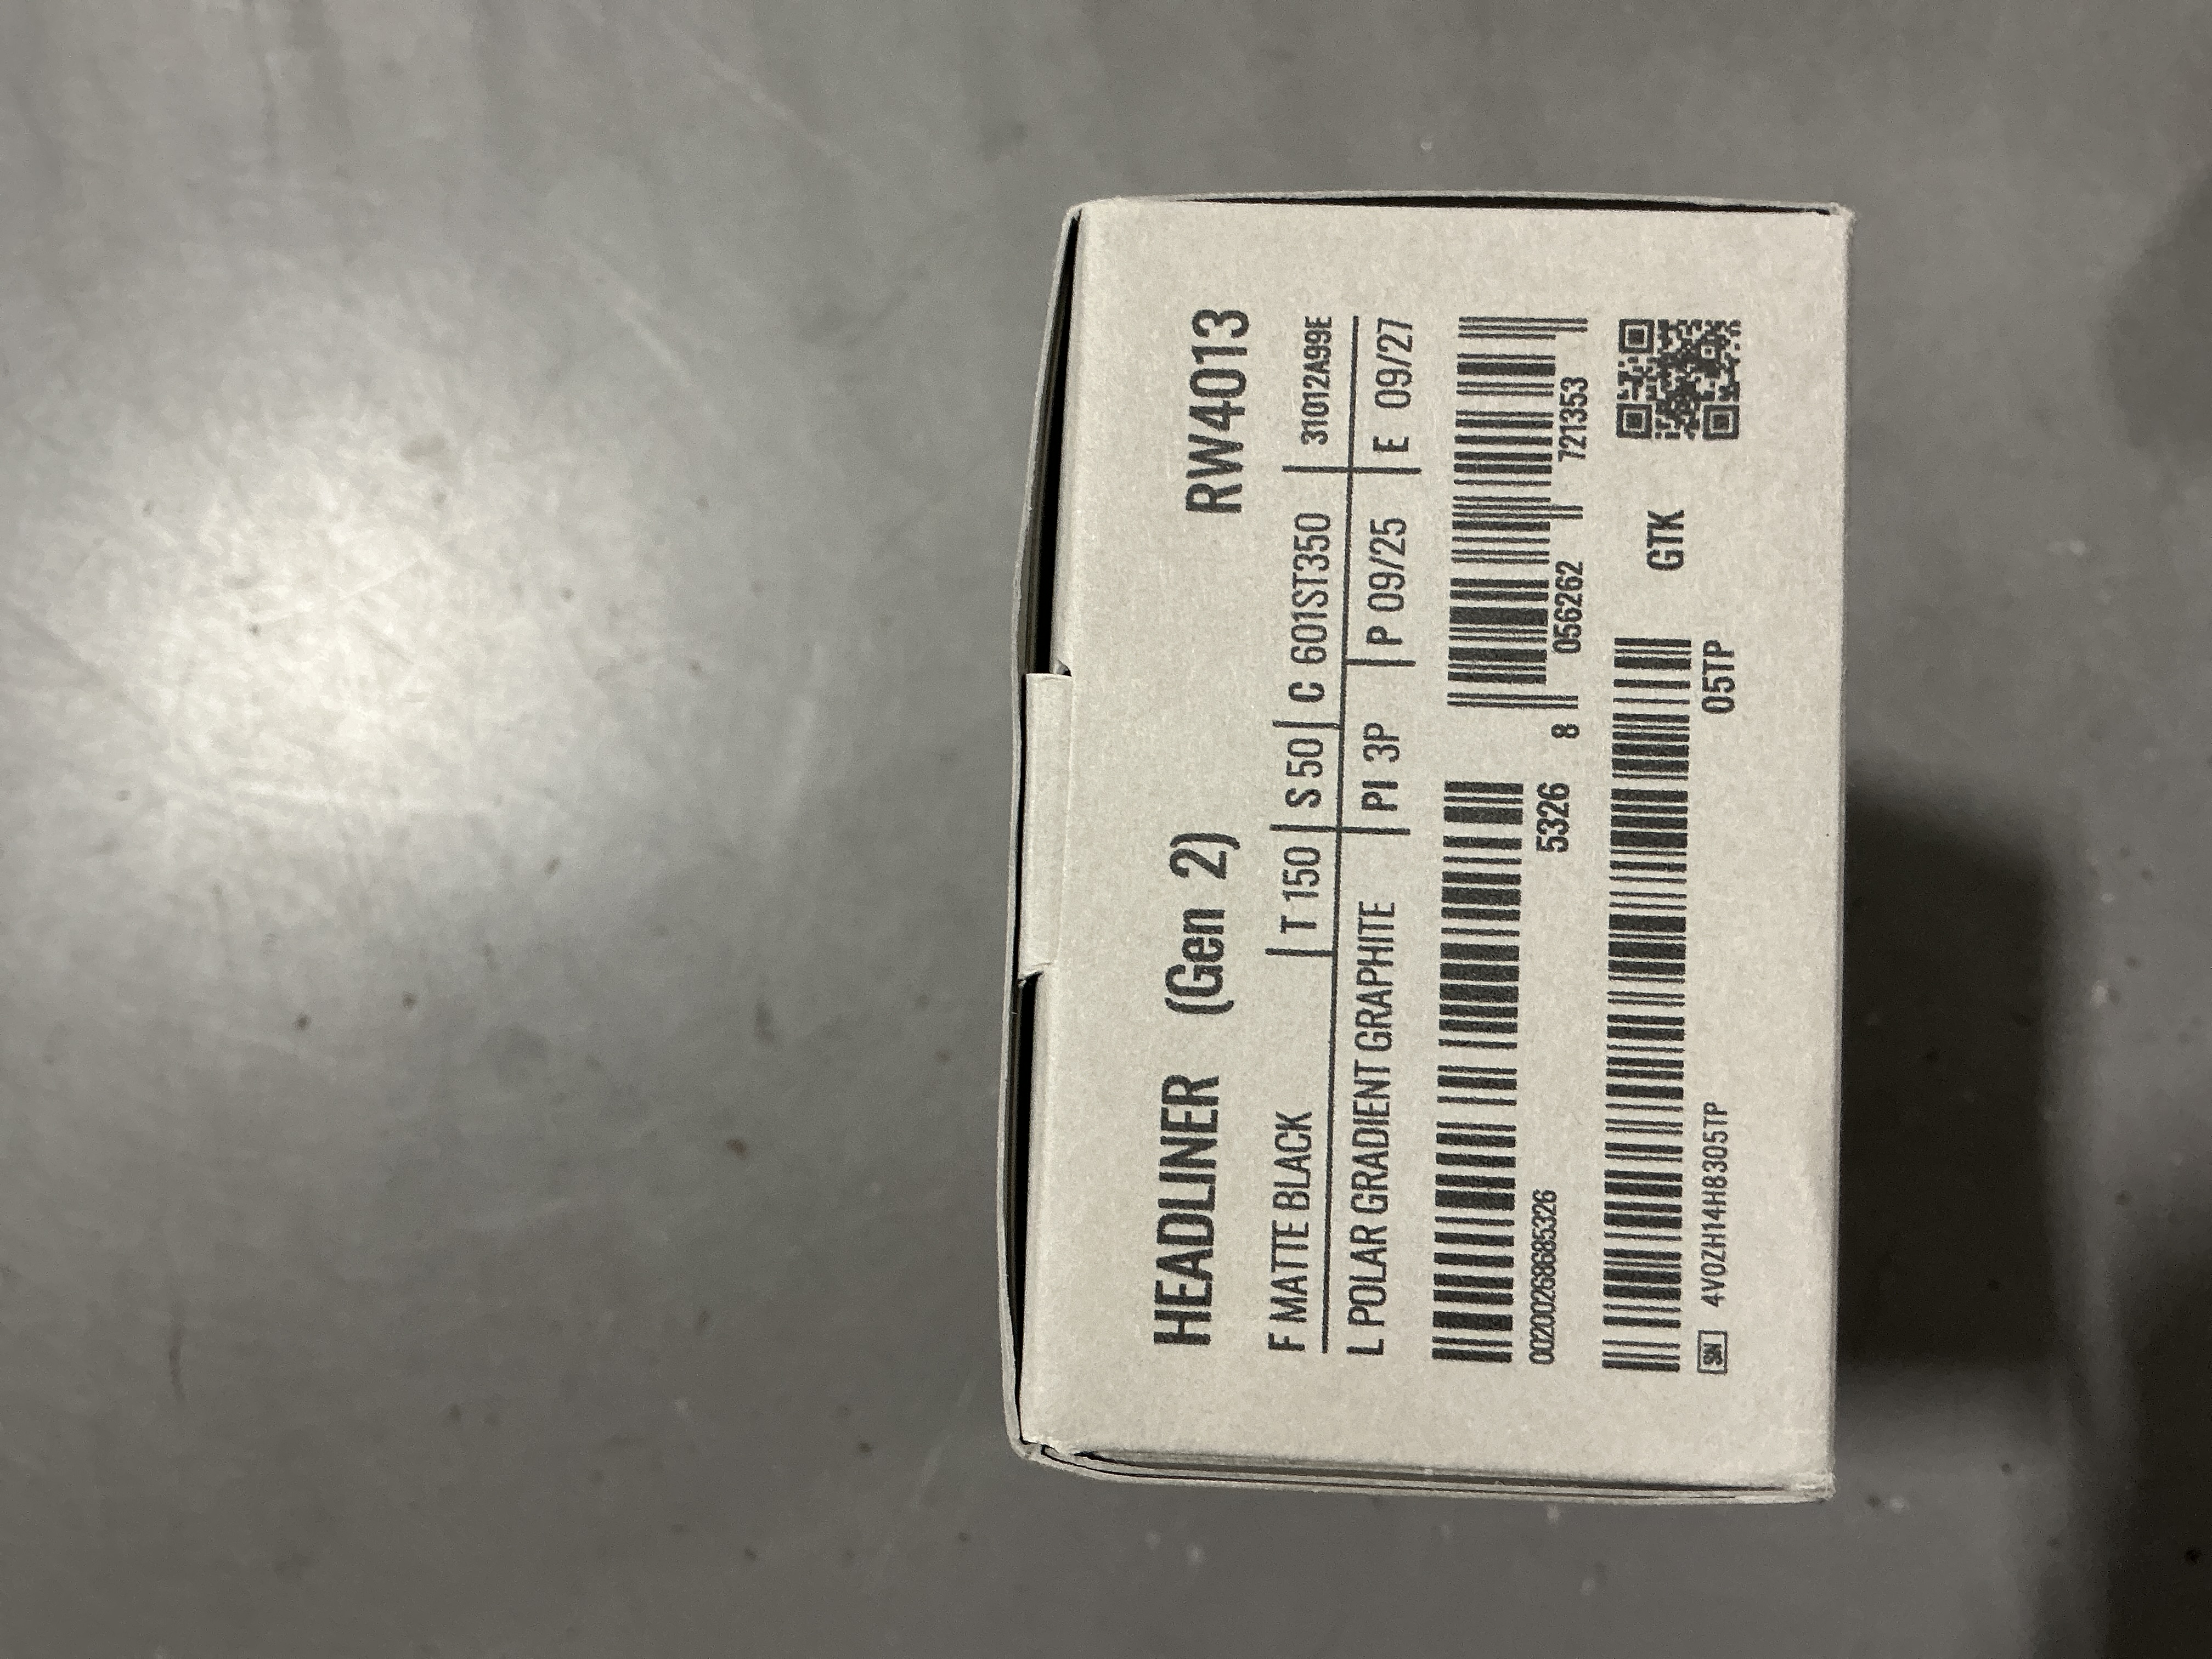 HEADLINER (Gen 2) RW4013
F MATTE BLACK T 150 S 50 C 601ST350 31012A99E
L POLAR GRADIENT GRAPHITE PI 3P P 09/25 E 09/27
00200268685326 5326
8 056262 721353
SN 4V0ZH14H8305TP 05TP
GTK